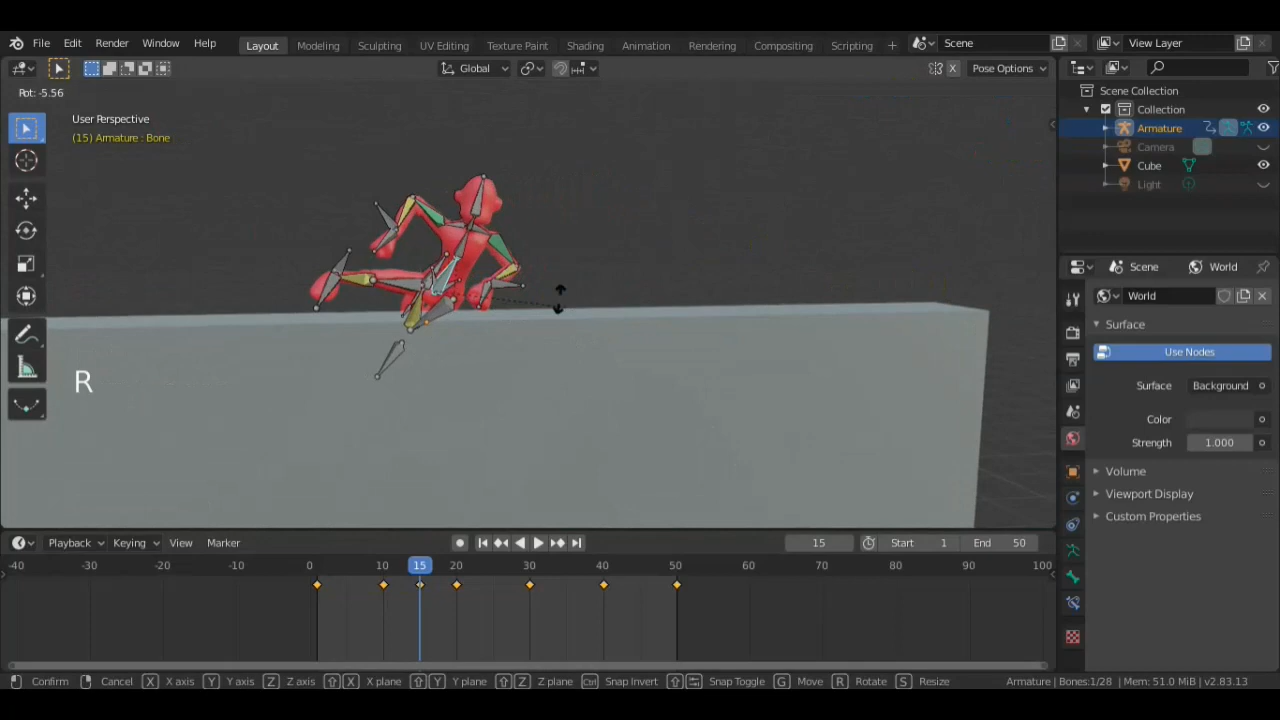 File Edit Render Window Help Layout Modeling Sculpting UV Editing Texture Paint Shading Animation Rendering Compositing Scripting + Scene View Layer
Global X Pose Options
Rot: -5.56
User Perspective
(15) Armature : Bone
R
Scene Collection
Collection
Armature
Camera
Cube
Light
Scene World
World
Surface
Use Nodes
Surface Background
Color
Strength 1.000
Volume
Viewport Display
Custom Properties
Playback Keying View Marker 15 Start 1 End 50
-40 -30 -20 -10 0 10 15 20 30 40 50 60 70 80 90 100
Confirm Cancel X X axis Y Y axis Z Z axis X X plane Y Y plane Z Z plane Ctrl Snap Invert Snap Toggle G Move R Rotate S Resize Armature | Bones:1/28 | Mem: 51.0 MiB | v2.83.13